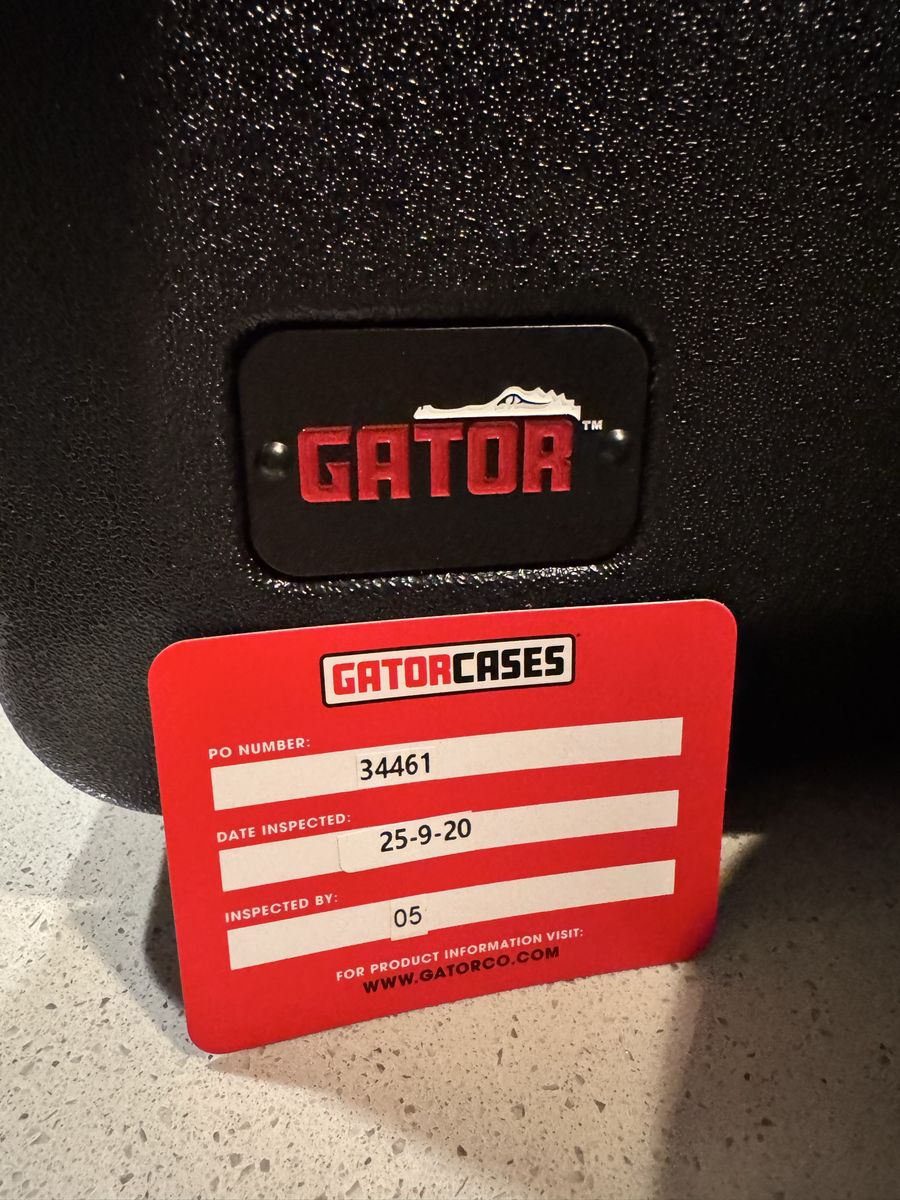 GATOR™
GATORCASES
PO NUMBER:
34461
DATE INSPECTED:
25-9-20
INSPECTED BY:
05
FOR PRODUCT INFORMATION VISIT:
WWW.GATORCO.COM